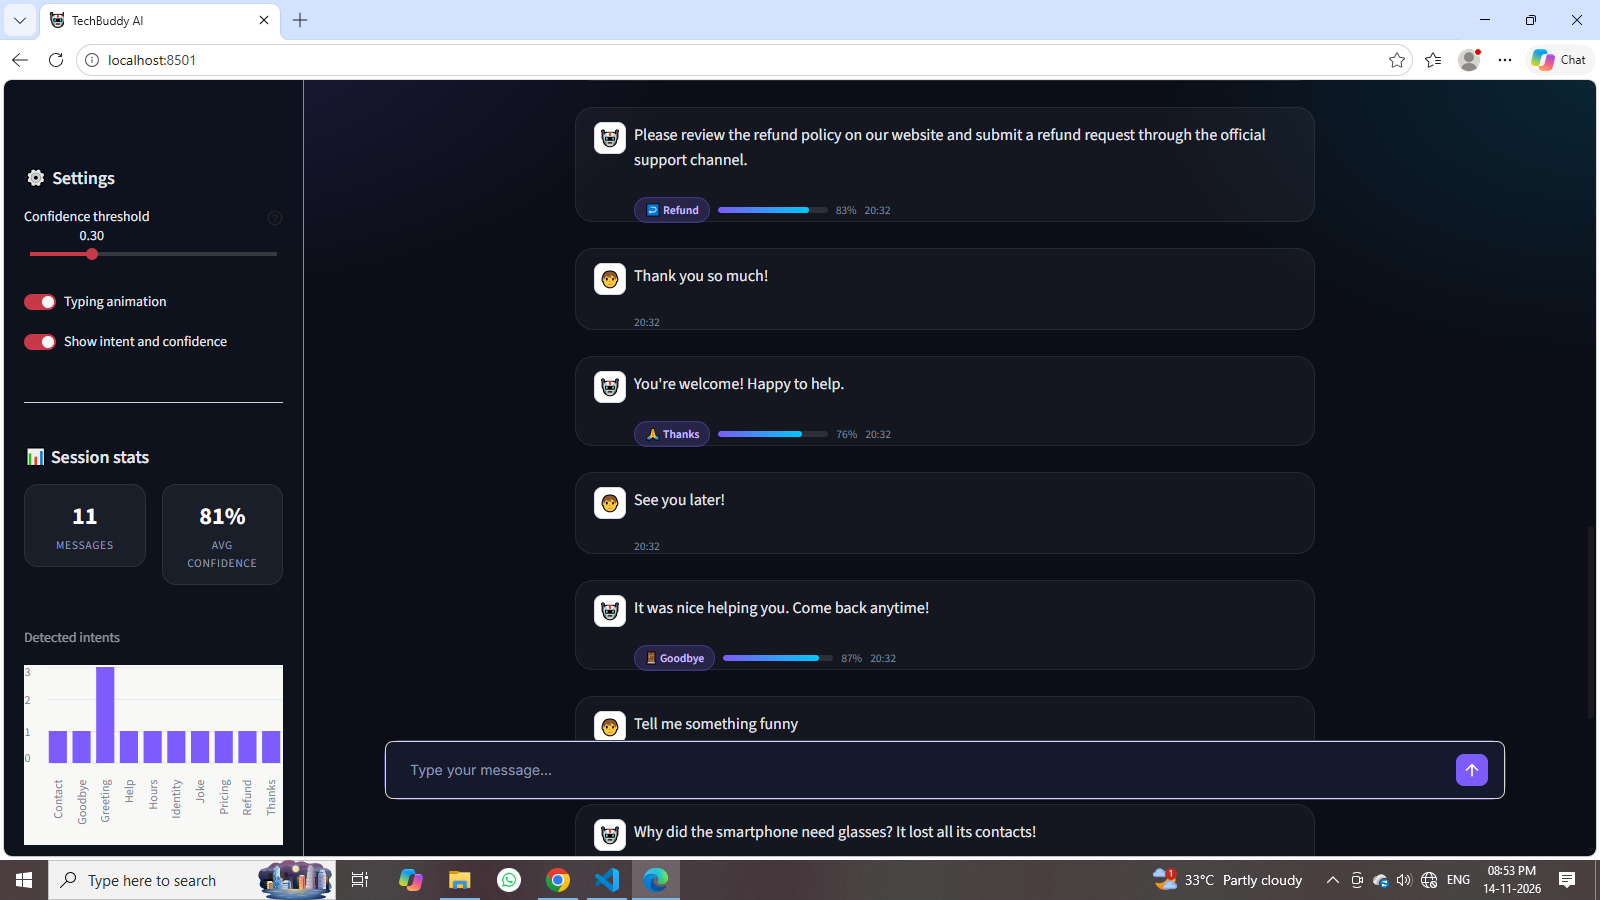 TechBuddy AI
localhost:8501
Chat
Settings
Confidence threshold
0.30
Typing animation
Show intent and confidence
Session stats
11
MESSAGES
81%
AVG
CONFIDENCE
Detected intents
3
2
1
0
Contact
Goodbye
Greeting
Help
Hours
Identity
Joke
Pricing
Refund
Thanks
Please review the refund policy on our website and submit a refund request through the official
support channel.
Refund 83% 20:32
Thank you so much!
20:32
You're welcome! Happy to help.
Thanks 76% 20:32
See you later!
20:32
It was nice helping you. Come back anytime!
Goodbye 87% 20:32
Tell me something funny
Type your message...
Why did the smartphone need glasses? It lost all its contacts!
Type here to search
1
33°C Partly cloudy
ENG
08:53 PM
14-11-2026